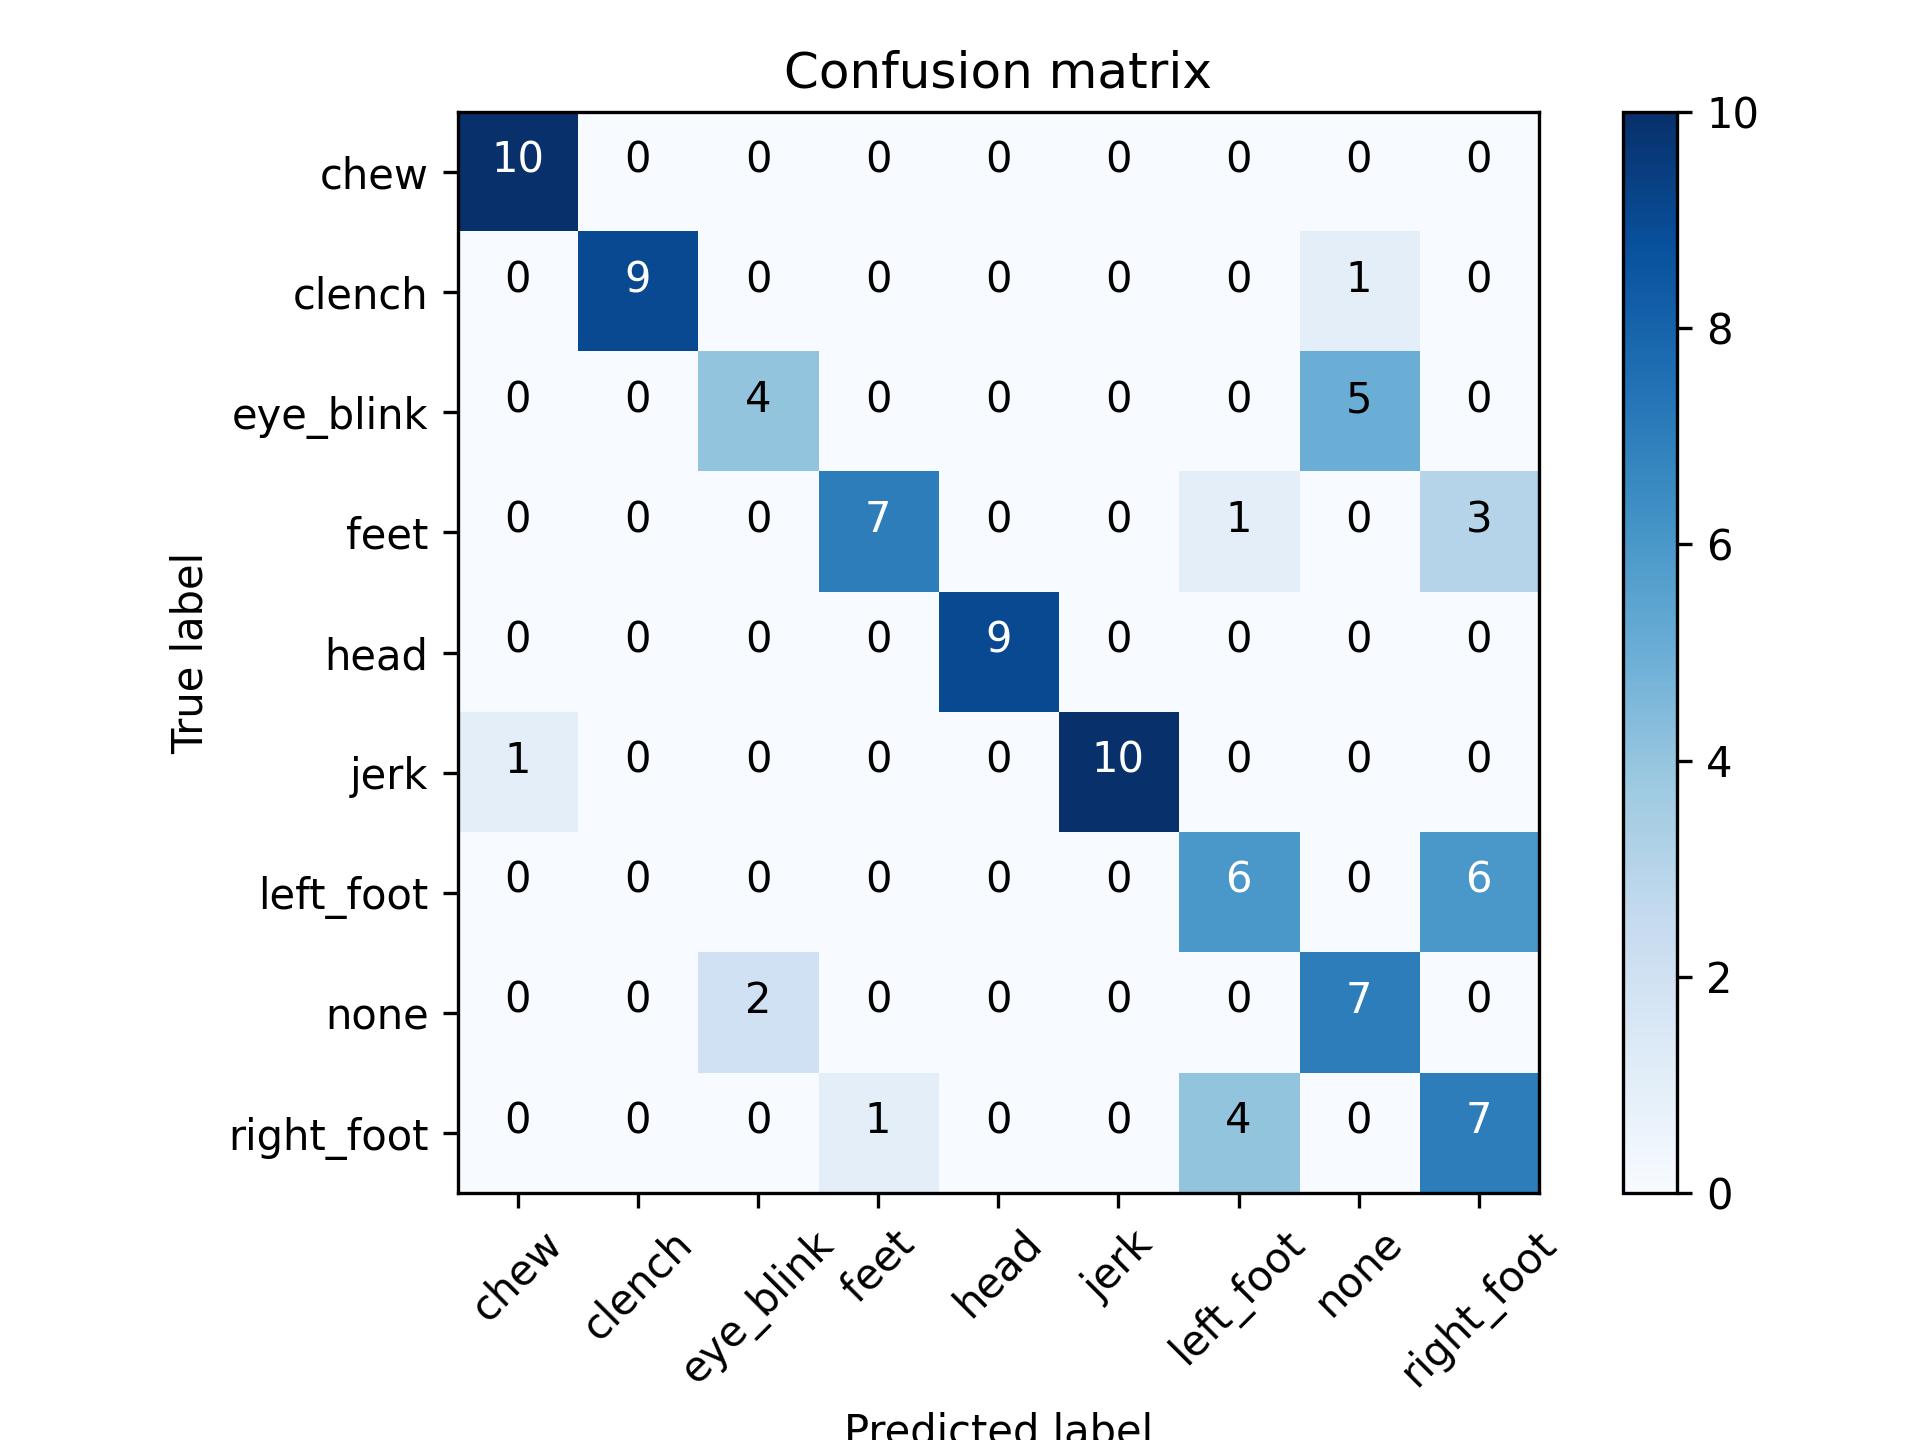 Confusion matrix
chew 10 0 0 0 0 0 0 0 0
clench 0 9 0 0 0 0 0 1 0
eye_blink 0 0 4 0 0 0 0 5 0
feet 0 0 0 7 0 0 1 0 3
head 0 0 0 0 9 0 0 0 0
jerk 1 0 0 0 0 10 0 0 0
left_foot 0 0 0 0 0 0 6 0 6
none 0 0 2 0 0 0 0 7 0
right_foot 0 0 0 1 0 0 4 0 7
chew clench eye_blink feet head jerk left_foot none right_foot
True label
Predicted label
10
8
6
4
2
0